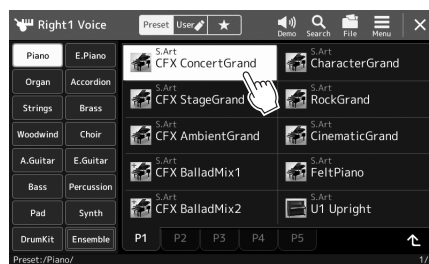 Right1 Voice
Preset User
Demo Search File Menu
Piano E.Piano
Organ Accordion
Strings Brass
Woodwind Choir
A.Guitar E.Guitar
Bass Percussion
Pad Synth
DrumKit Ensemble
S.Art
CFX ConcertGrand
S.Art
CharacterGrand
S.Art
CFX StageGrand
S.Art
RockGrand
S.Art
CFX AmbientGrand
S.Art
CinematicGrand
S.Art
CFX BalladMix1
S.Art
FeltPiano
S.Art
CFX BalladMix2
S.Art
U1 Upright
P1 P2 P3 P4 P5
Preset:/Piano/
1/